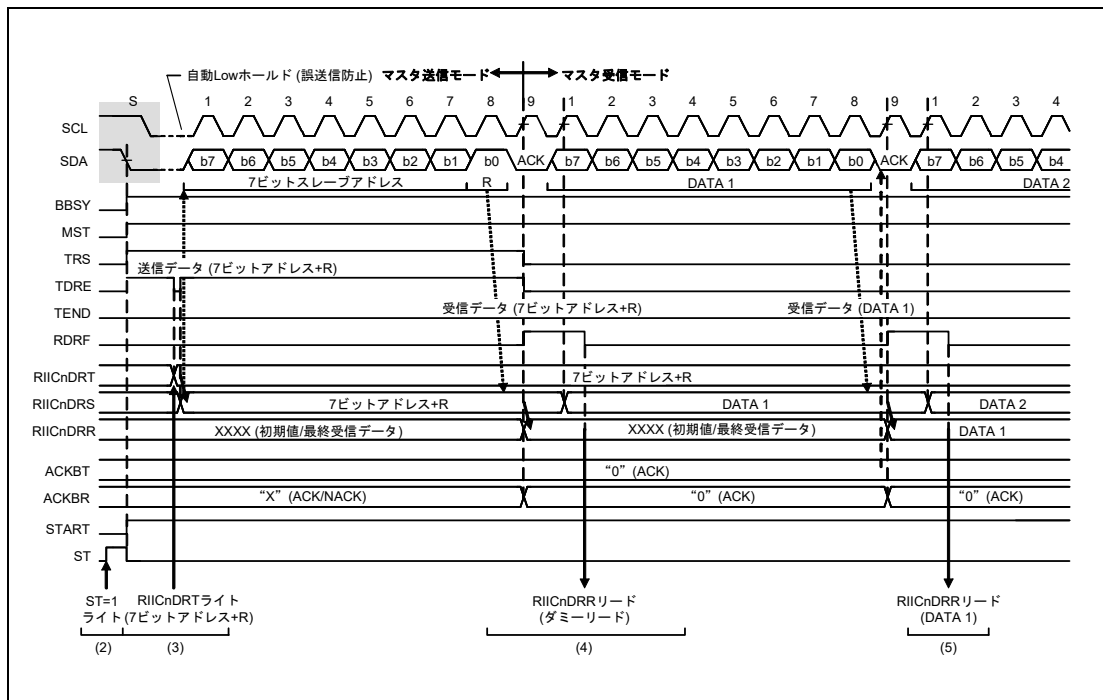 自動Lowホールド (誤送信防止) マスタ送信モード マスタ受信モード
S 1 2 3 4 5 6 7 8 9 1 2 3 4 5 6 7 8 9 1 2 3 4
SCL
SDA b7 b6 b5 b4 b3 b2 b1 b0 ACK b7 b6 b5 b4 b3 b2 b1 b0 ACK b7 b6 b5 b4
7ビットスレーブアドレス R DATA 1 DATA 2
BBSY
MST
TRS
送信データ (7ビットアドレス+R)
TDRE
TEND
受信データ (7ビットアドレス+R) 受信データ (DATA 1)
RDRF
RIICnDRT 7ビットアドレス+R
RIICnDRS 7ビットアドレス+R DATA 1 DATA 2
RIICnDRR XXXX (初期値/最終受信データ) XXXX (初期値/最終受信データ) DATA 1
ACKBT “0” (ACK)
ACKBR “X” (ACK/NACK) “0” (ACK) “0” (ACK)
START
ST
ST=1 RIICnDRTライト RIICnDRRリード RIICnDRRリード
ライト (7ビットアドレス+R) (ダミーリード) (DATA 1)
(2) (3) (4) (5)